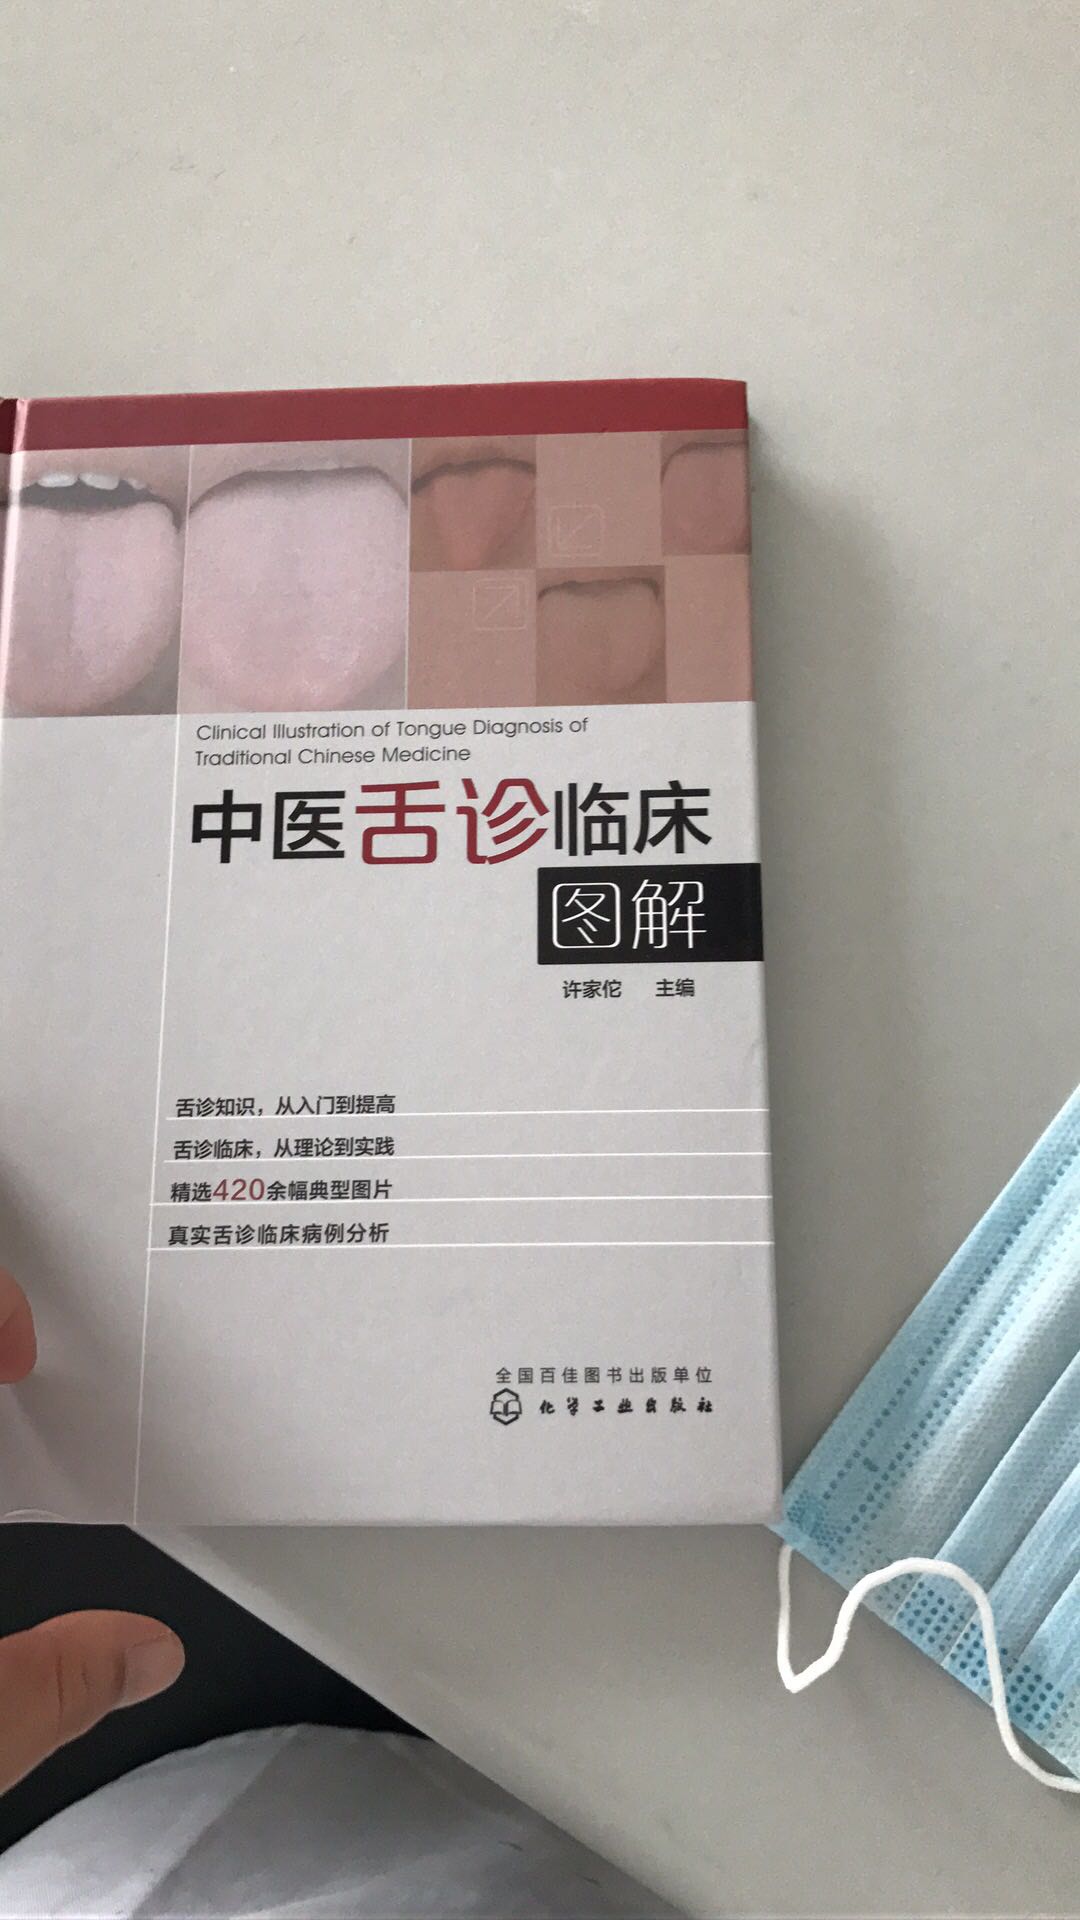 Clinical Illustration of Tongue Diagnosis of
Traditional Chinese Medicine
中医舌诊临床
图解
许家佗 主编
舌诊知识，从入门到提高
舌诊临床，从理论到实践
精选420余幅典型图片
真实舌诊临床病例分析
全国百佳图书出版单位
化学工业出版社